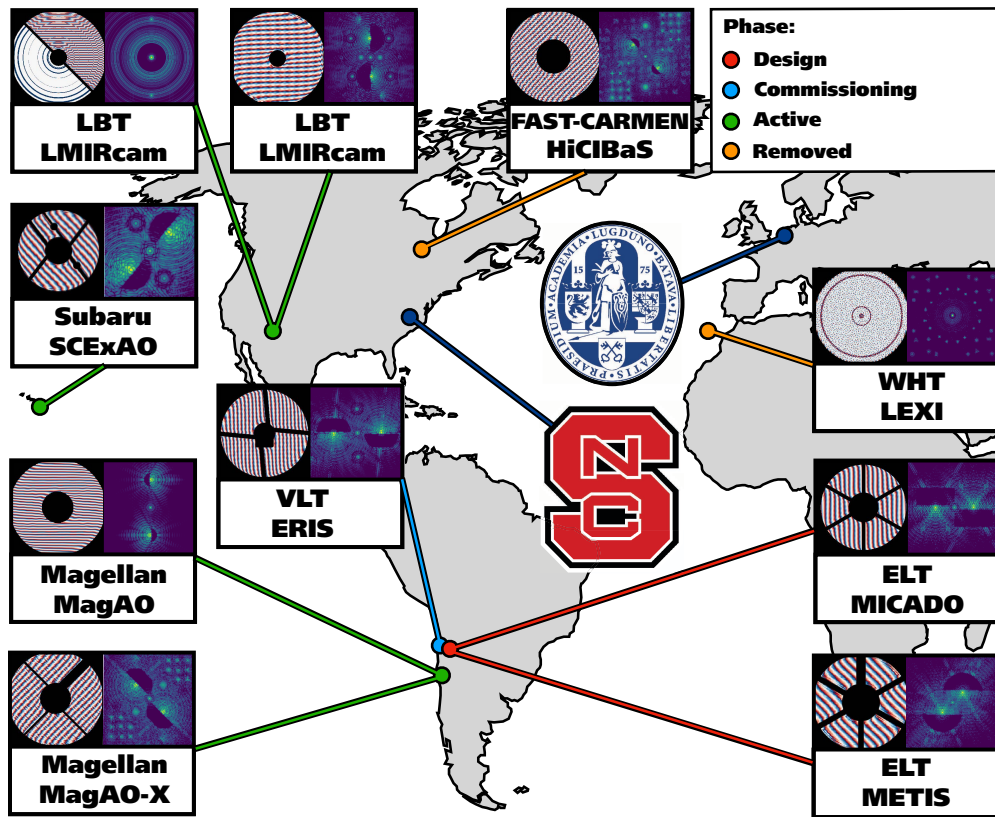 LBT
LMIRcam
LBT
LMIRcam
FAST-CARMEN
HiCIBaS
Phase:
Design
Commissioning
Active
Removed
Subaru
SCExAO
ACADEMIA·LUGDUNO·BATAVA·LIBERTATIS·PRAESIDIUM·
15 75
WHT
LEXI
VLT
ERIS
NSC
Magellan
MagAO
ELT
MICADO
Magellan
MagAO-X
ELT
METIS